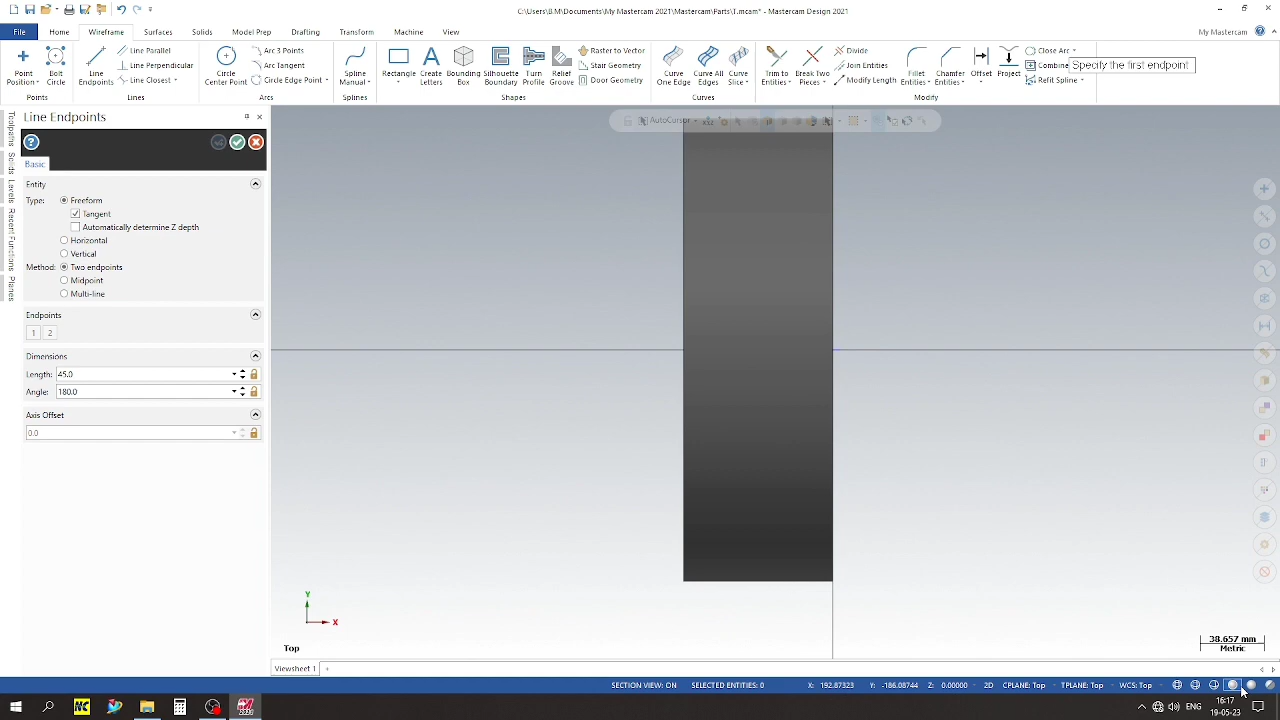 C:\Users\B.M\Documents\My Mastercam 2021\Mastercam\Parts\T.mcam* - Mastercam Design 2021
File Home Wireframe Surfaces Solids Model Prep Drafting Transform Machine View My Mastercam
Point Position Bolt Circle
Points
Line Endpoints Line Parallel Line Perpendicular Line Closest
Lines
Circle Center Point Arc 3 Points Arc Tangent Circle Edge Point
Arcs
Spline Manual
Splines
Rectangle Create Letters Bounding Box Silhouette Boundary Turn Profile Relief Groove Raster to Vector Stair Geometry Door Geometry
Shapes
Curve One Edge Curve All Edges Curve Slice
Curves
Trim to Entities Break Two Pieces Divide Join Entities Modify Length Fillet Entities Chamfer Entities Offset Project Close Arc Combine Refit Spline
Modify
Specify the first endpoint
AutoCursor
Toolpaths
Solids
Levels
Recent Functions
Planes
Line Endpoints
Basic
Entity
Type: Freeform
Tangent
Automatically determine Z depth
Horizontal
Vertical
Method: Two endpoints
Midpoint
Multi-line
Endpoints
1 2
Dimensions
Length: 45.0
Angle: 180.0
Axis Offset
0.0
Y
X
Top
38.657 mm
Metric
Viewsheet 1 +
SECTION VIEW: ON SELECTED ENTITIES: 0 X: 192.87323 Y: -186.08744 Z: 0.00000 2D CPLANE: Top TPLANE: Top WCS: Top
ENG 16:17
19-05-23